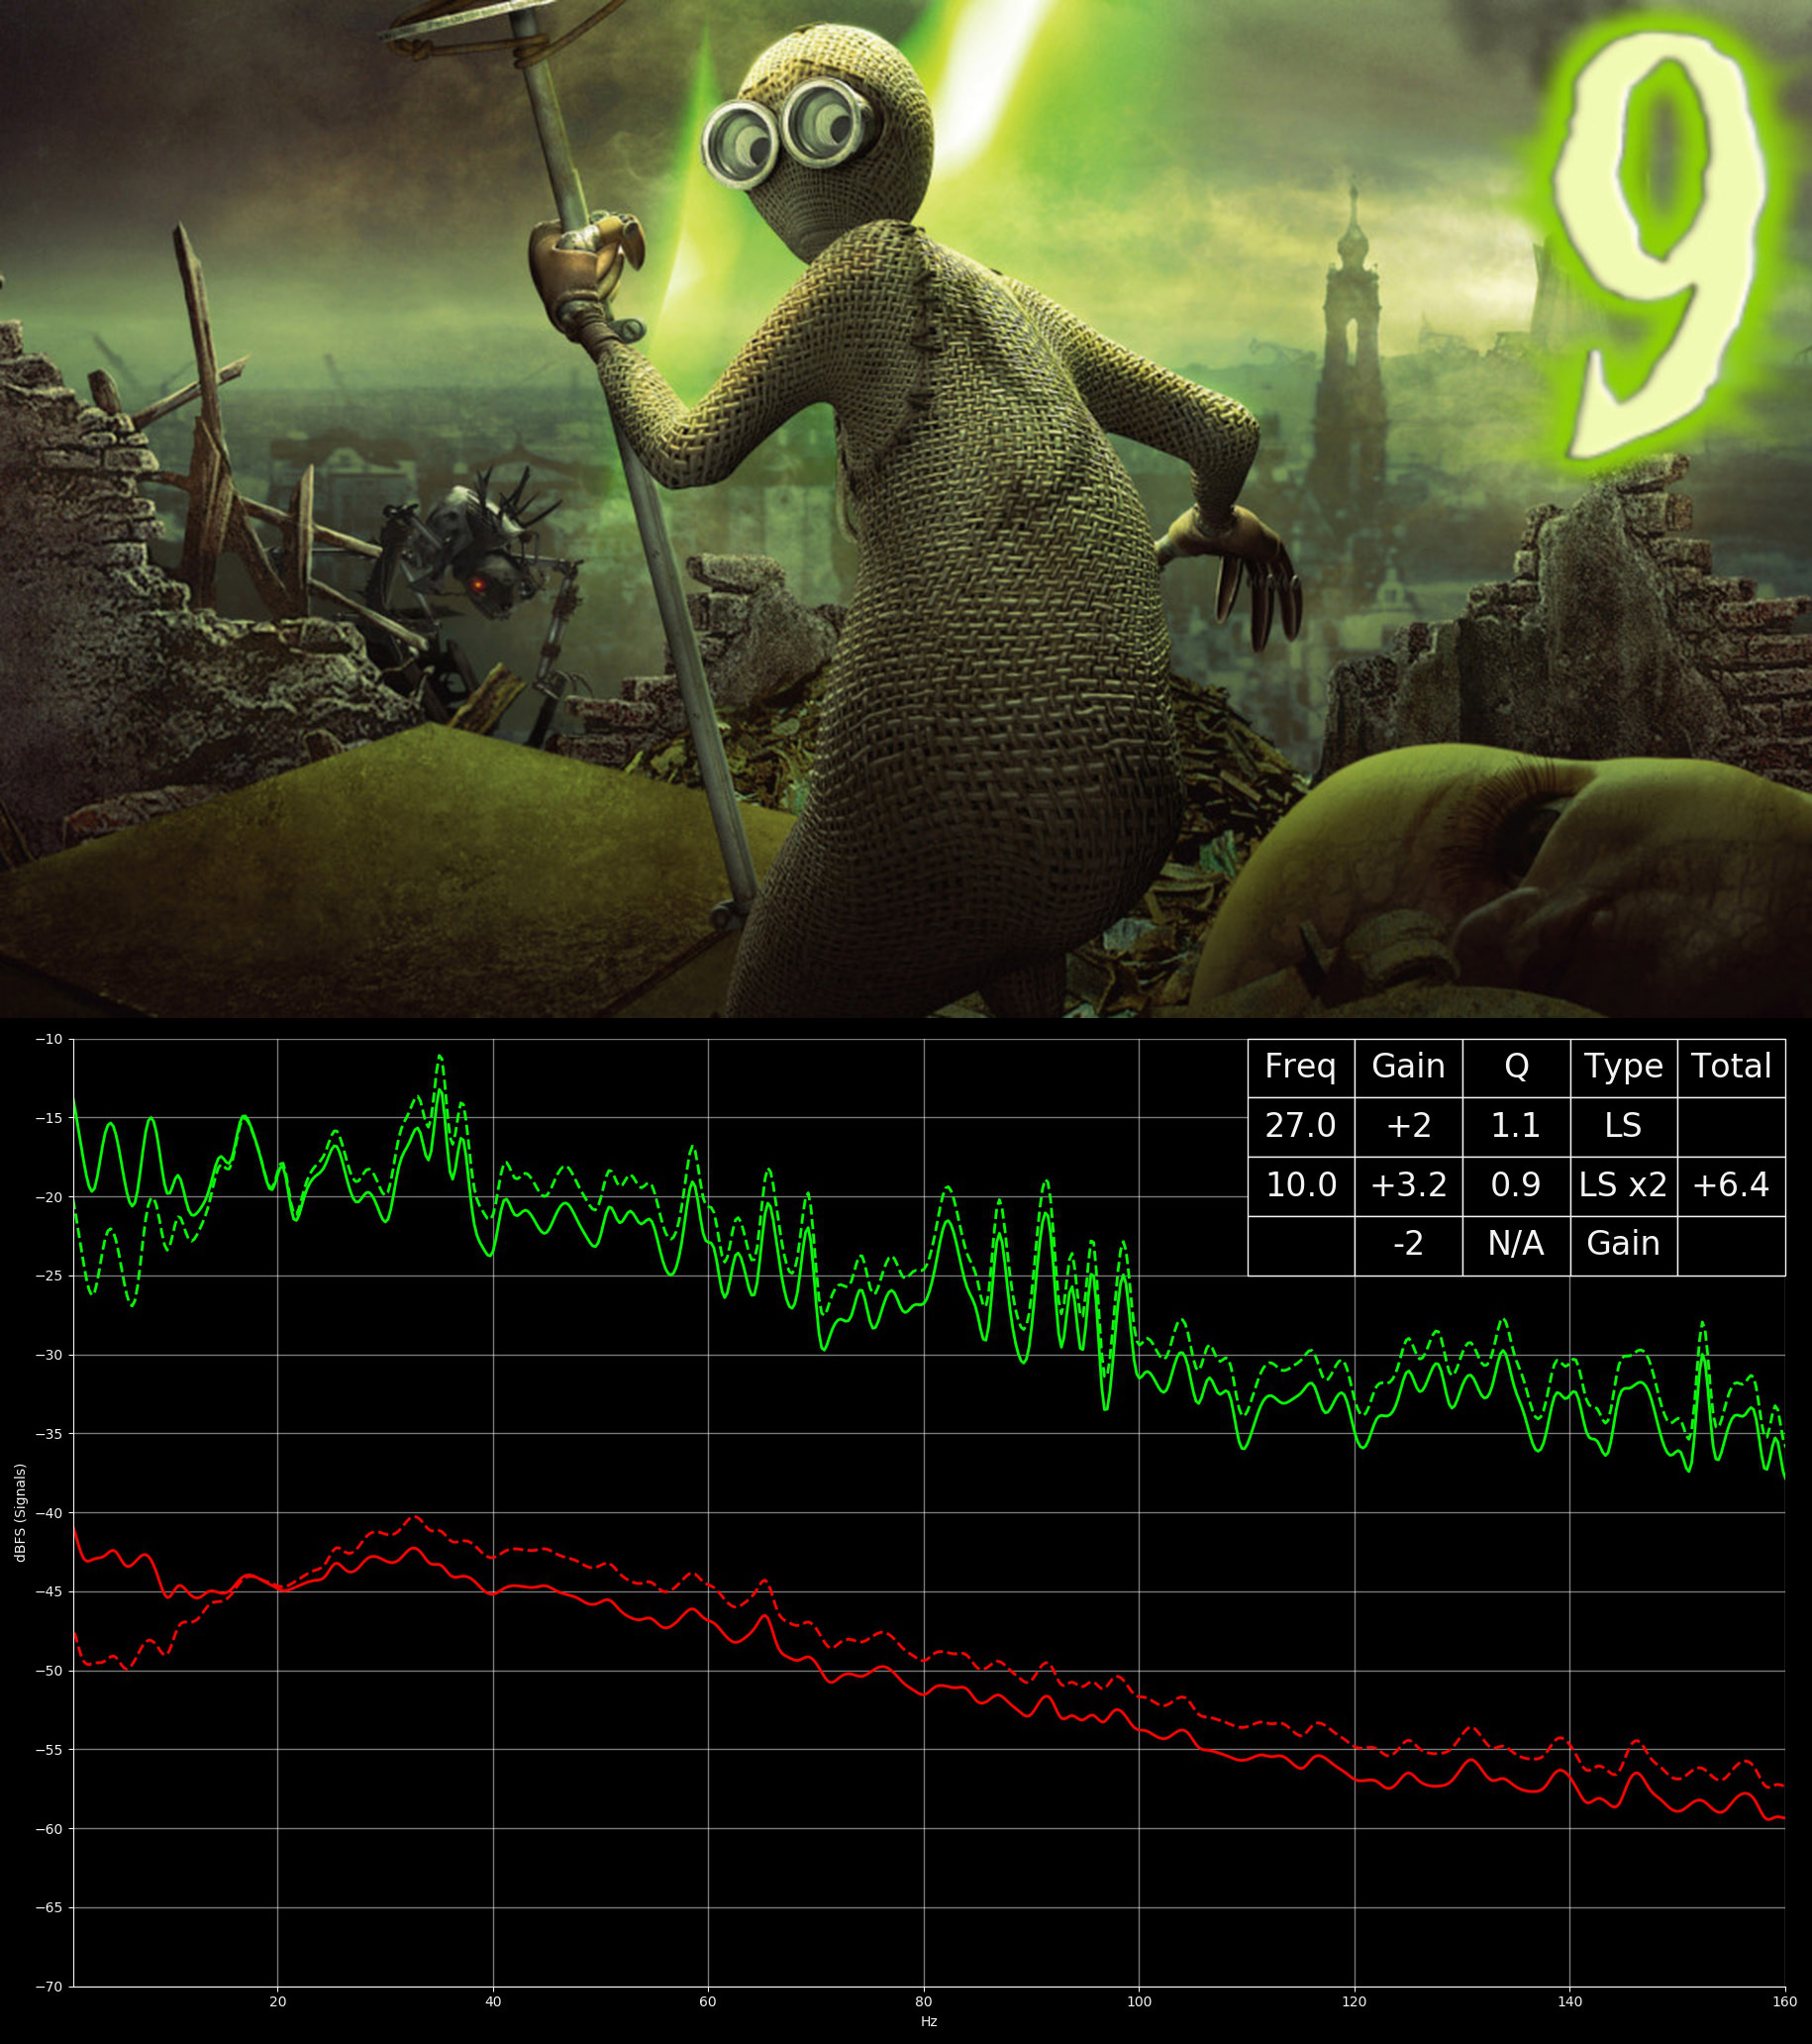 9
Freq Gain Q Type Total
27.0 +2 1.1 LS
10.0 +3.2 0.9 LS x2 +6.4
-2 N/A Gain
−10
−15
−20
−25
−30
−35
−40
−45
−50
−55
−60
−65
−70
dBFS (Signals)
20 40 60 80 100 120 140 160
Hz